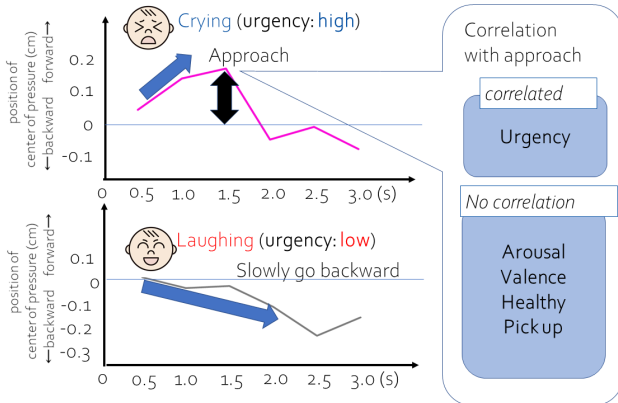 Crying (urgency: high)
Approach
position of
center of pressure (cm)
←backward forward→
0.2
0.1
0
-0.1
0.5 1.0 1.5 2.0 2.5 3.0 (s)
Laughing (urgency: low)
Slowly go backward
position of
center of pressure (cm)
←backward forward→
0.1
0
-0.1
-0.2
-0.3
0 0.5 1.0 1.5 2.0 2.5 3.0 (s)
Correlation
with approach
correlated
Urgency
No correlation
Arousal
Valence
Healthy
Pick up